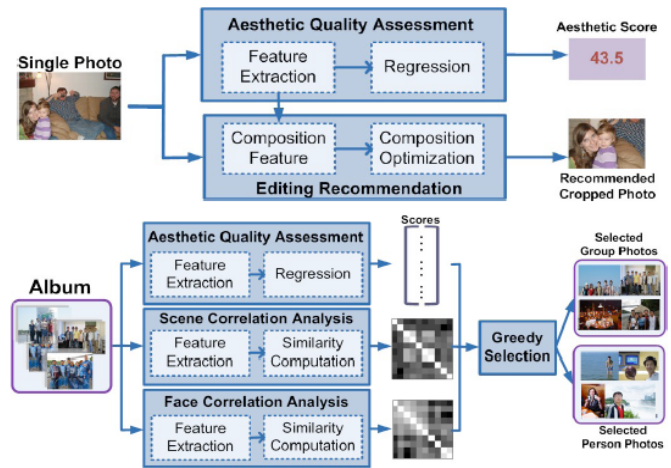 Aesthetic Quality Assessment
Single Photo
Feature
Extraction
Regression
Aesthetic Score
43.5
Composition
Feature
Composition
Optimization
Editing Recommendation
Recommended
Cropped Photo
Album
Aesthetic Quality Assessment
Feature
Extraction
Regression
Scores
Scene Correlation Analysis
Feature
Extraction
Similarity
Computation
Face Correlation Analysis
Feature
Extraction
Similarity
Computation
Greedy
Selection
Selected
Group Photos
Selected
Person Photos